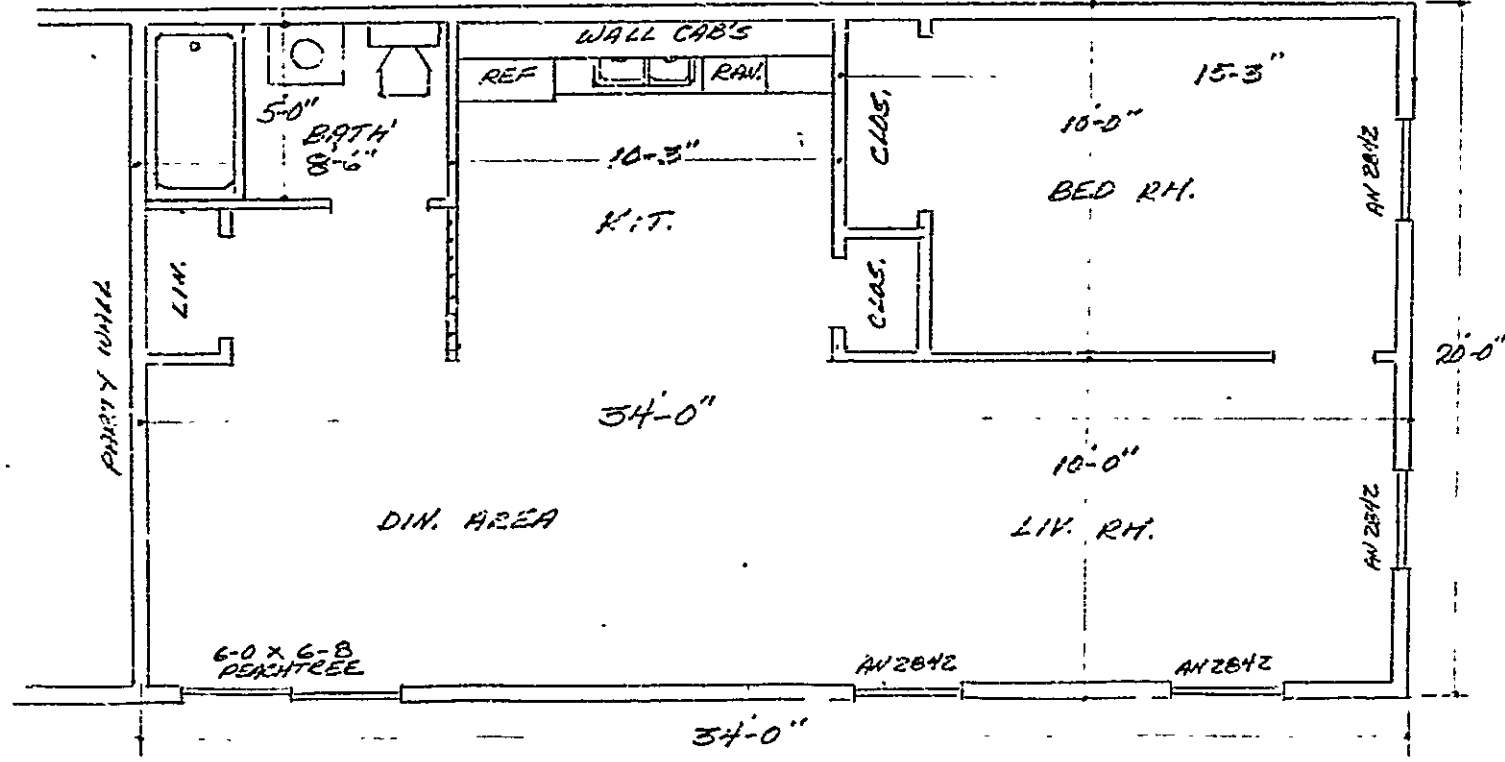 WALL CAB'S
REF
RAN.
15-3"
5-0"
BATH
8'-6"
10-3"
CLOS.
10-0"
BED RM.
AN 2842
KIT.
LIN.
CLOS.
PARTY WALL
20'-0"
34'-0"
10'-0"
DIN. AREA
LIV. RM.
AN 2842
6-0 X 6-8
PEACHTREE
AN 2842
AN 2842
34'-0"